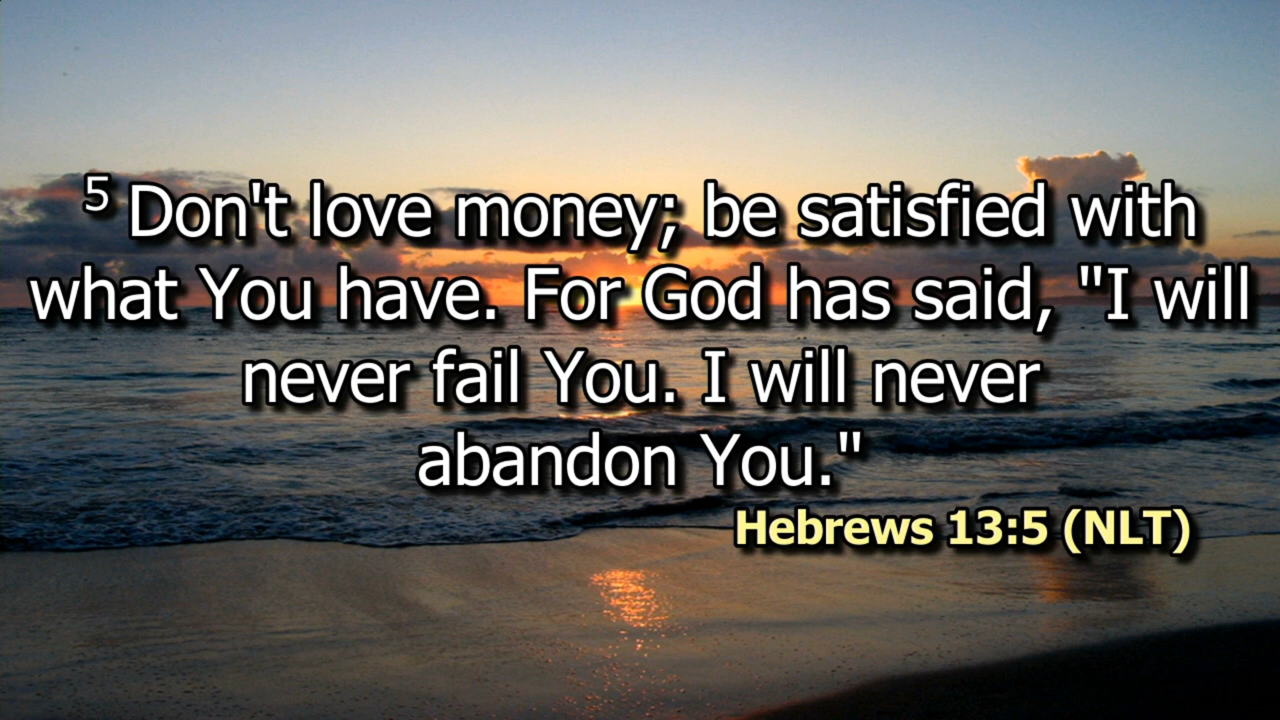 5 Don't love money; be satisfied with
what You have. For God has said, "I will
never fail You. I will never
abandon You."
Hebrews 13:5 (NLT)